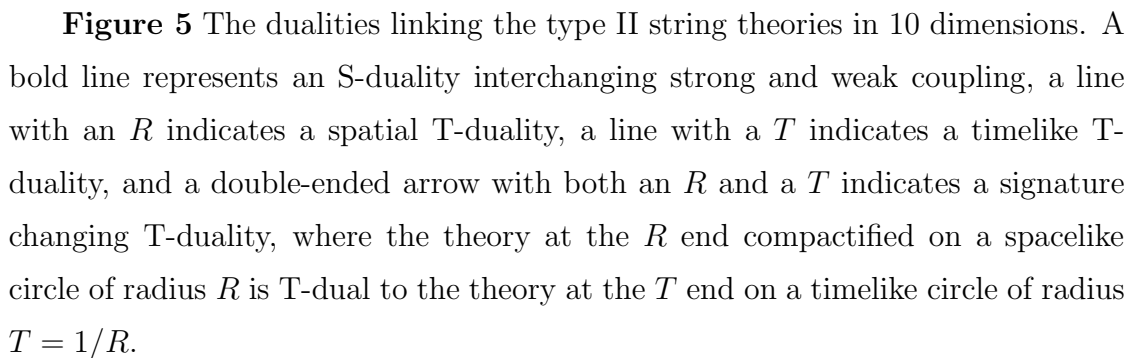 Figure 5 The dualities linking the type II string theories in 10 dimensions. A
bold line represents an S-duality interchanging strong and weak coupling, a line
with an R indicates a spatial T-duality, a line with a T indicates a timelike T-
duality, and a double-ended arrow with both an R and a T indicates a signature
changing T-duality, where the theory at the R end compactified on a spacelike
circle of radius R is T-dual to the theory at the T end on a timelike circle of radius
T = 1/R.